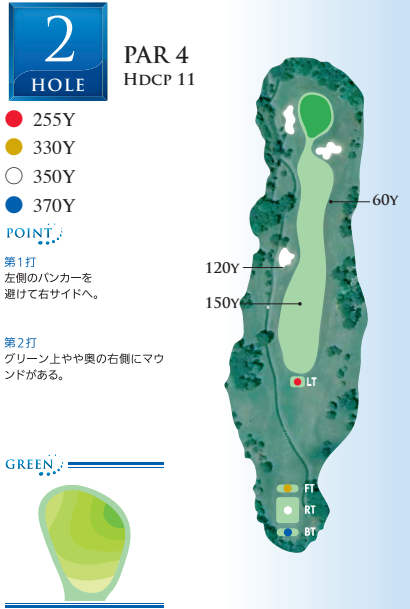 2
HOLE
PAR 4
HDCP 11
255Y
330Y
350Y
370Y
POINT
第1打
左側のバンカーを
避けて右サイドへ。
第2打
グリーン上やや奥の右側にマウ
ンドがある。
GREEN
60Y
120Y
150Y
LT
FT
RT
BT